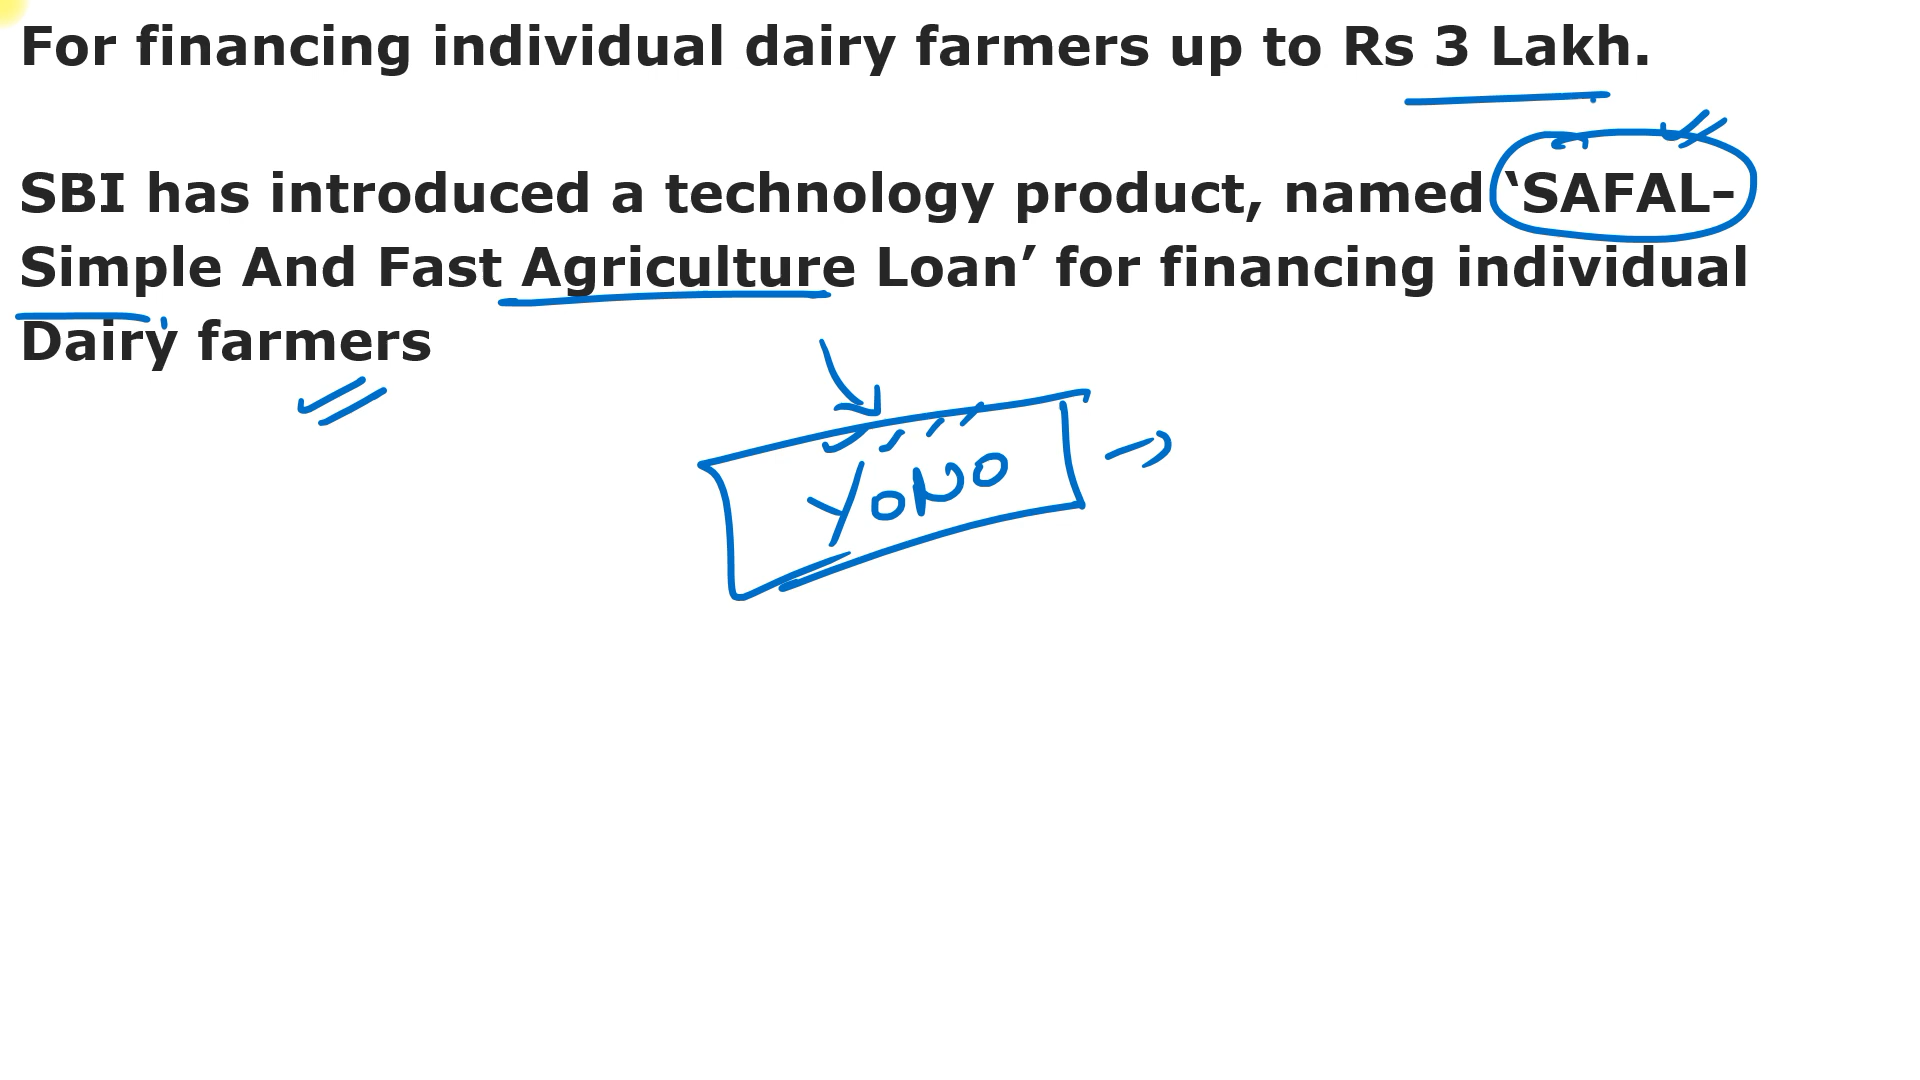 For financing individual dairy farmers up to Rs 3 Lakh.
SBI has introduced a technology product, named ‘SAFAL–
Simple And Fast Agriculture Loan’ for financing individual
Dairy farmers
YONO